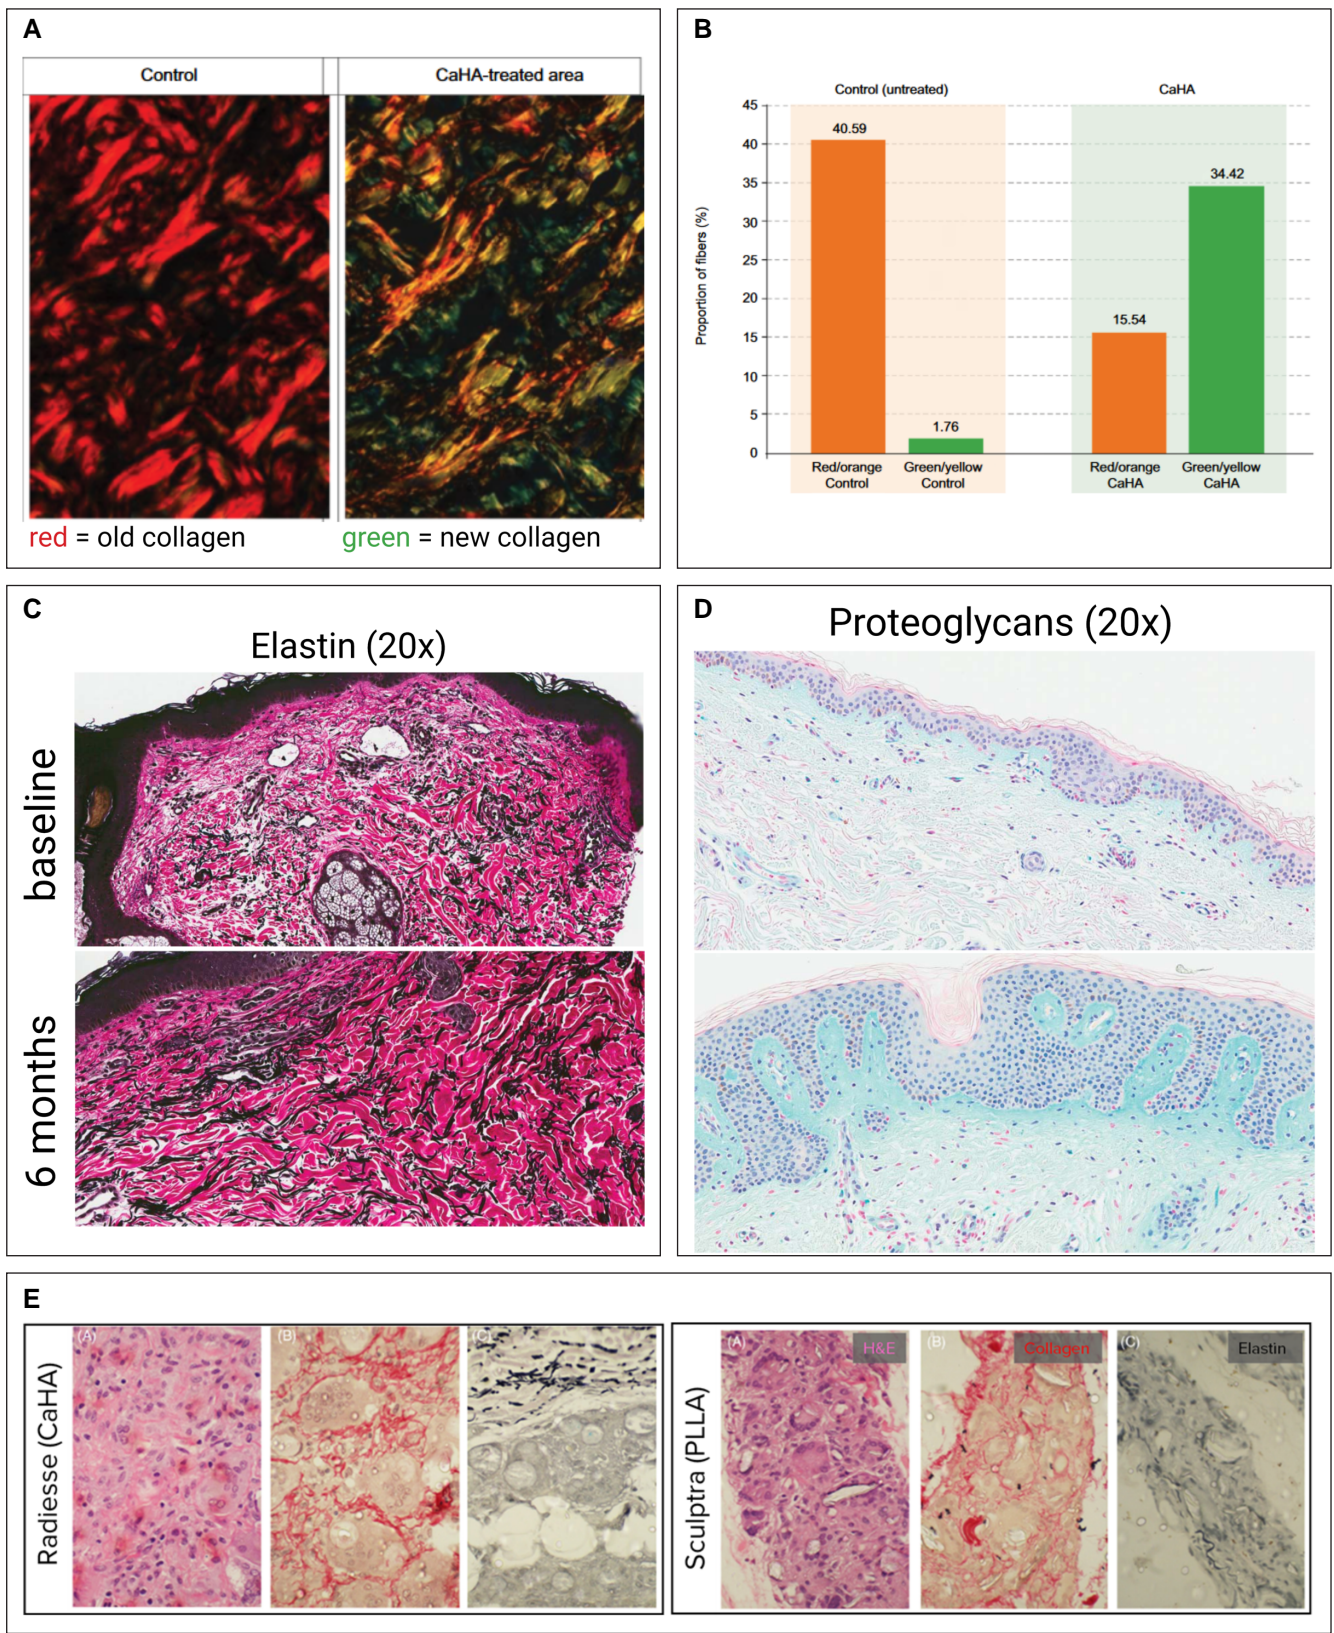 A
Control
CaHA-treated area
red = old collagen
green = new collagen
B
Control (untreated)
CaHA
Proportion of fibers (%)
45
40
35
30
25
20
15
10
5
0
40.59
1.76
15.54
34.42
Red/orange
Control
Green/yellow
Control
Red/orange
CaHA
Green/yellow
CaHA
C
Elastin (20x)
baseline
6 months
D
Proteoglycans (20x)
E
Radiesse (CaHA)
(A)
(B)
(C)
Sculptra (PLLA)
(A)
H&E
(B)
Collagen
(C)
Elastin